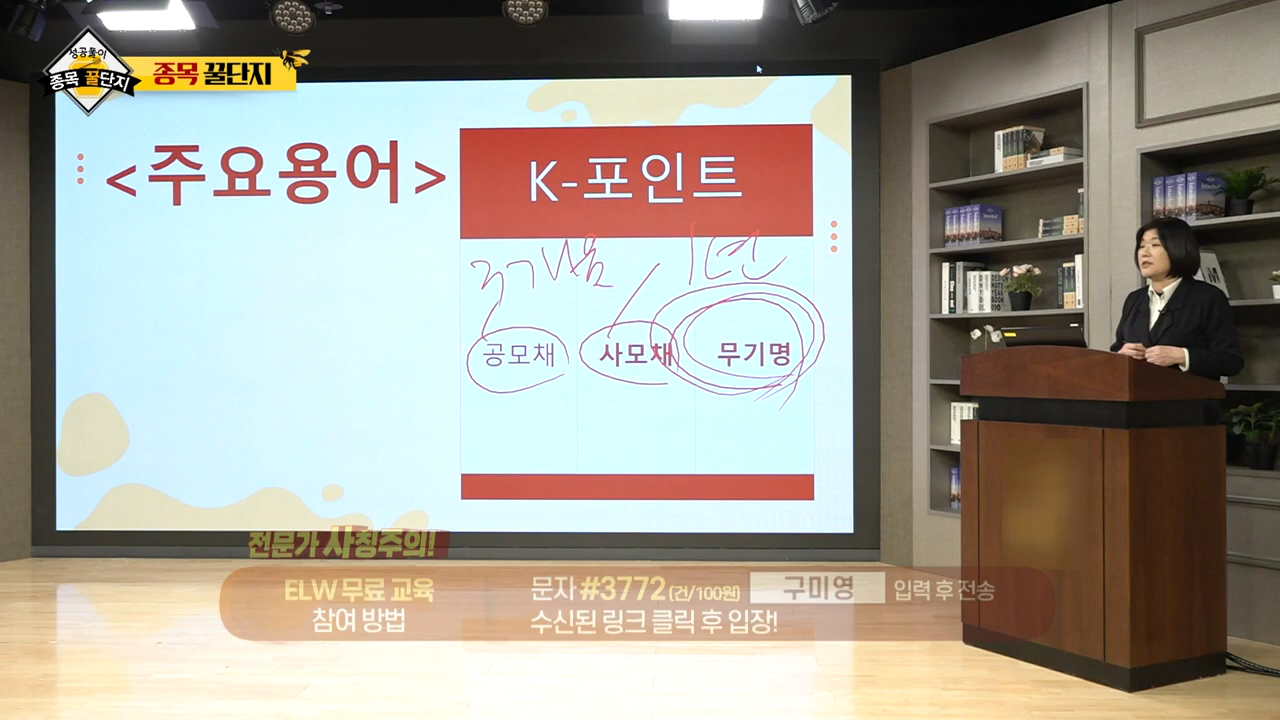 성공풀이
종목 꿀단지
종목 꿀단지
<주요용어>
K-포인트
1년
공모채
사모채
무기명
전문가 사칭주의!
ELW 무료 교육
참여 방법
문자 #3772 (건/100원) 구미영 입력 후 전송
수신된 링크 클릭 후 입장!